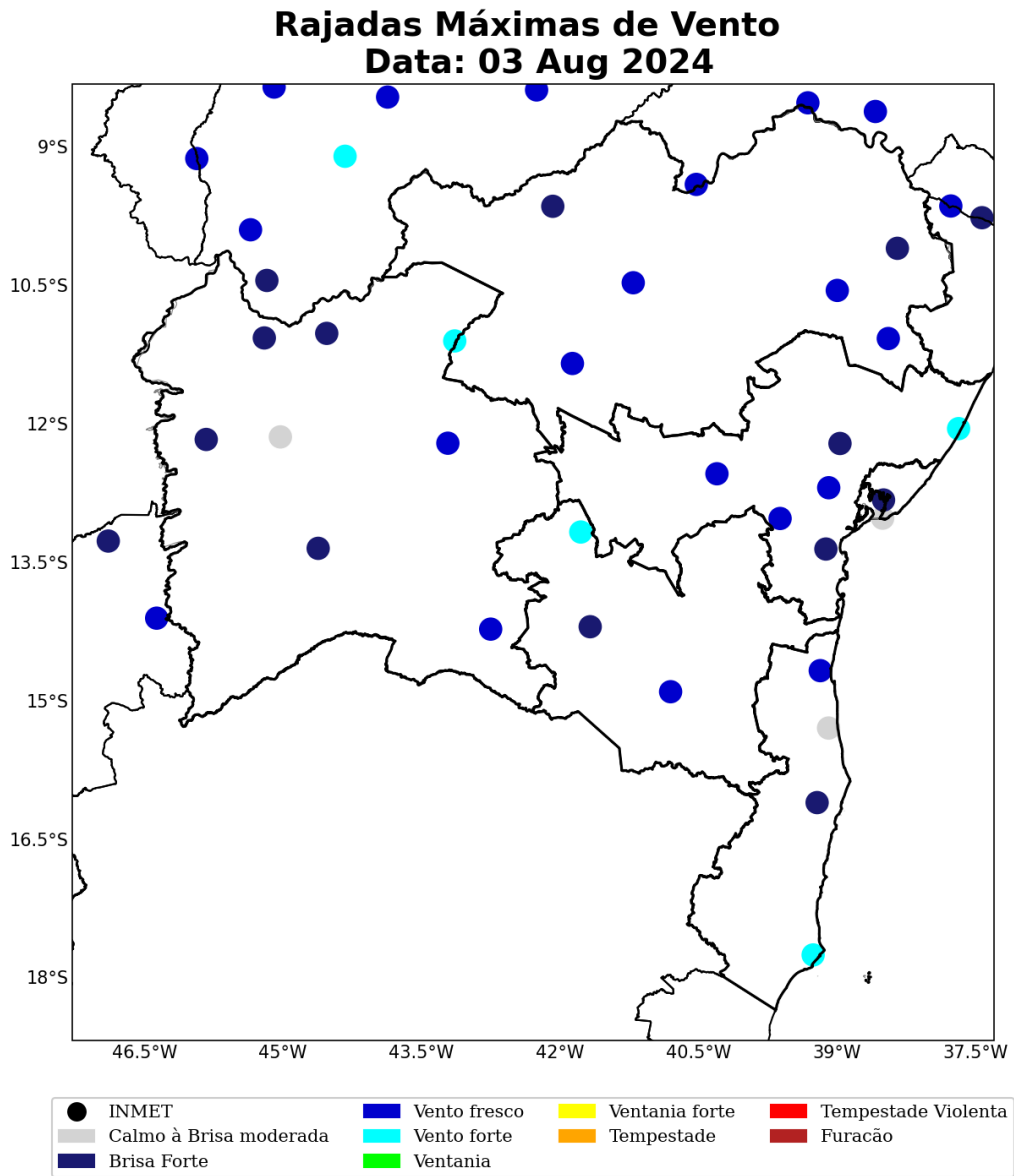 Rajadas Máximas de Vento
Data: 03 Aug 2024
9°S
10.5°S
12°S
13.5°S
15°S
16.5°S
18°S
46.5°W 45°W 43.5°W 42°W 40.5°W 39°W 37.5°W
INMET Vento fresco Ventania forte Tempestade Violenta
Calmo à Brisa moderada Vento forte Tempestade Furacão
Brisa Forte Ventania